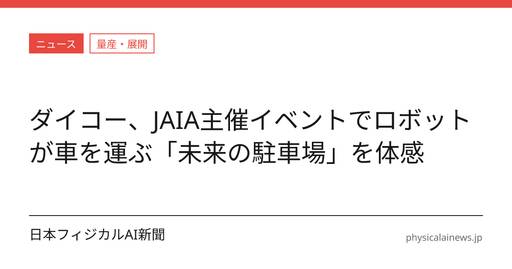 ニュース 量産・展開
ダイコー、JAIA主催イベントでロボット
が車を運ぶ「未来の駐車場」を体感
日本フィジカルAI新聞
physicalainews.jp